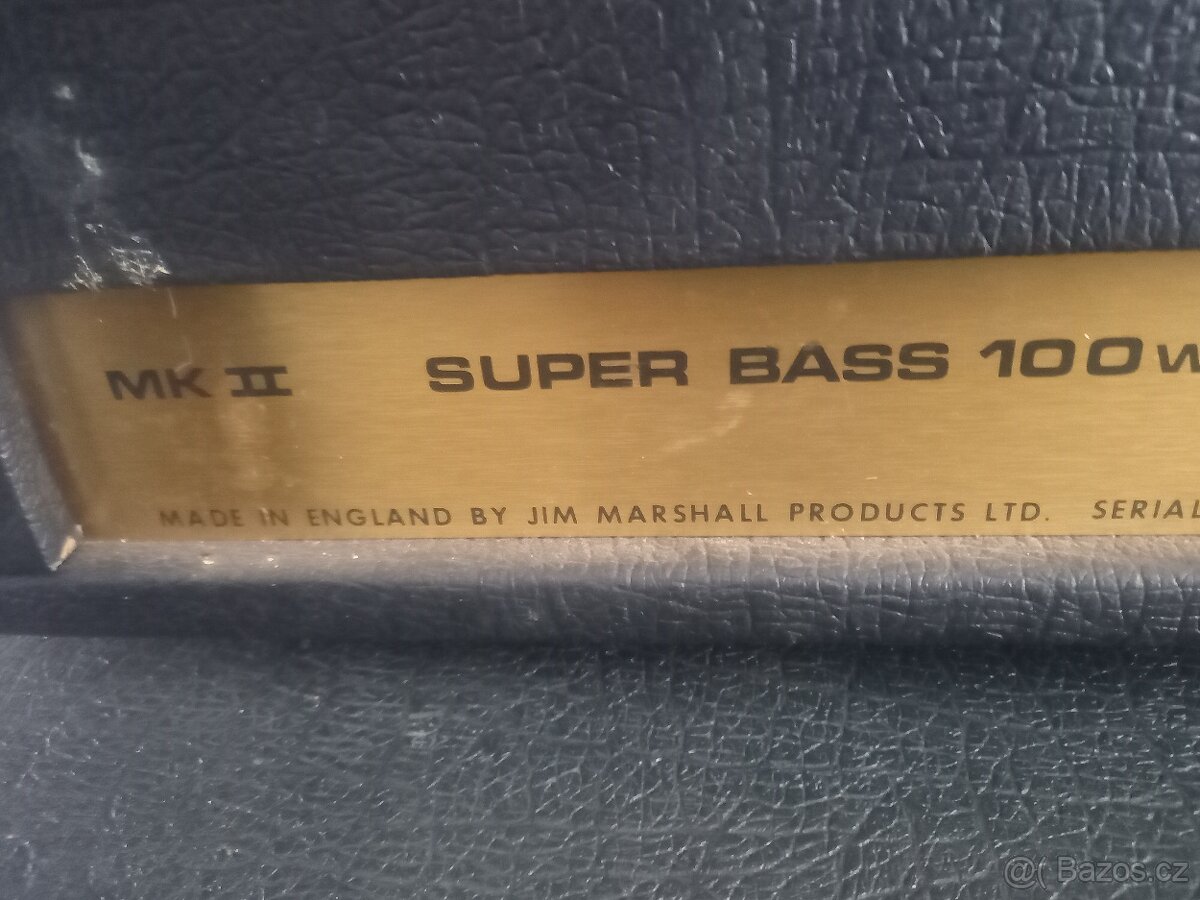 MK II SUPER BASS 100 W
MADE IN ENGLAND BY JIM MARSHALL PRODUCTS LTD. SERIAL
@( Bazos.cz